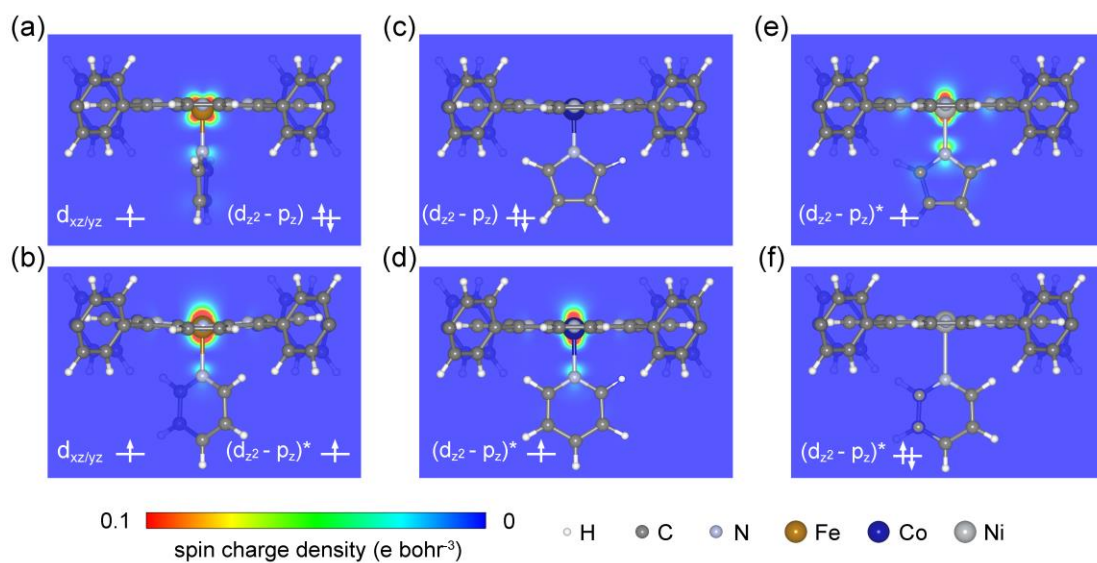 (a)
d_xz/yz ↑ (d_z² - p_z) ↑↓
(c)
(d_z² - p_z) ↑↓
(e)
(d_z² - p_z)* ↑
(b)
d_xz/yz ↑ (d_z² - p_z)* ↑
(d)
(d_z² - p_z)* ↑
(f)
(d_z² - p_z)* ↑↓
0.1 0
spin charge density (e bohr⁻³)
H C N Fe Co Ni